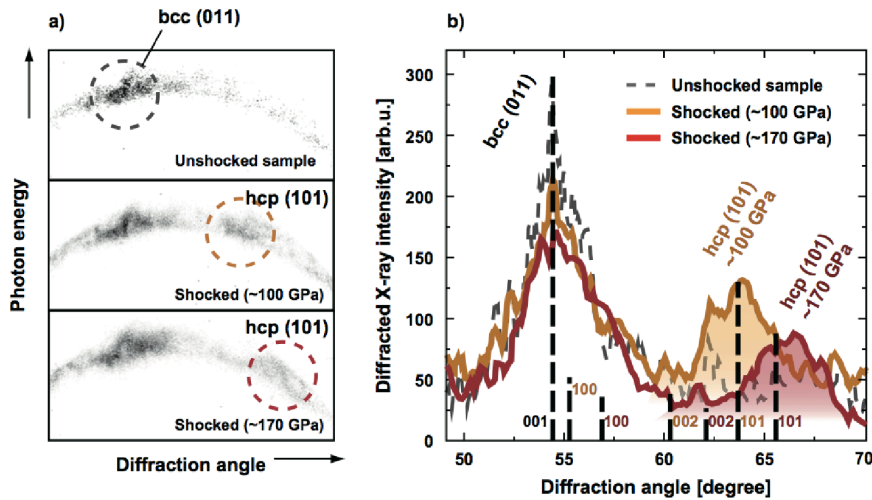 a)
bcc (011)
Unshocked sample
hcp (101)
Shocked (~100 GPa)
hcp (101)
Shocked (~170 GPa)
Photon energy
Diffraction angle
b)
Unshocked sample
Shocked (~100 GPa)
Shocked (~170 GPa)
bcc (011)
hcp (101)
~100 GPa
hcp (101)
~170 GPa
300
250
200
150
100
50
0
001
100
100
002
002
101
101
50
55
60
65
70
Diffracted X-ray intensity [arb.u.]
Diffraction angle [degree]